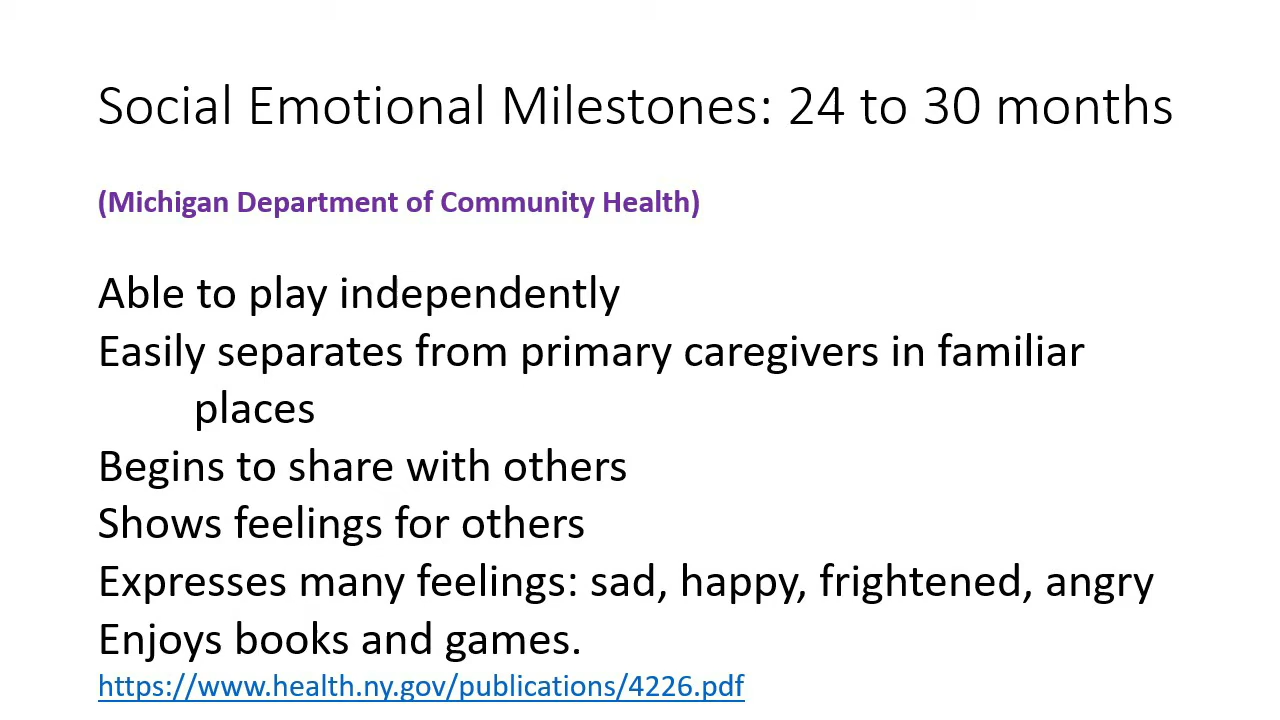 Social Emotional Milestones: 24 to 30 months
(Michigan Department of Community Health)
Able to play independently
Easily separates from primary caregivers in familiar
places
Begins to share with others
Shows feelings for others
Expresses many feelings: sad, happy, frightened, angry
Enjoys books and games.
https://www.health.ny.gov/publications/4226.pdf